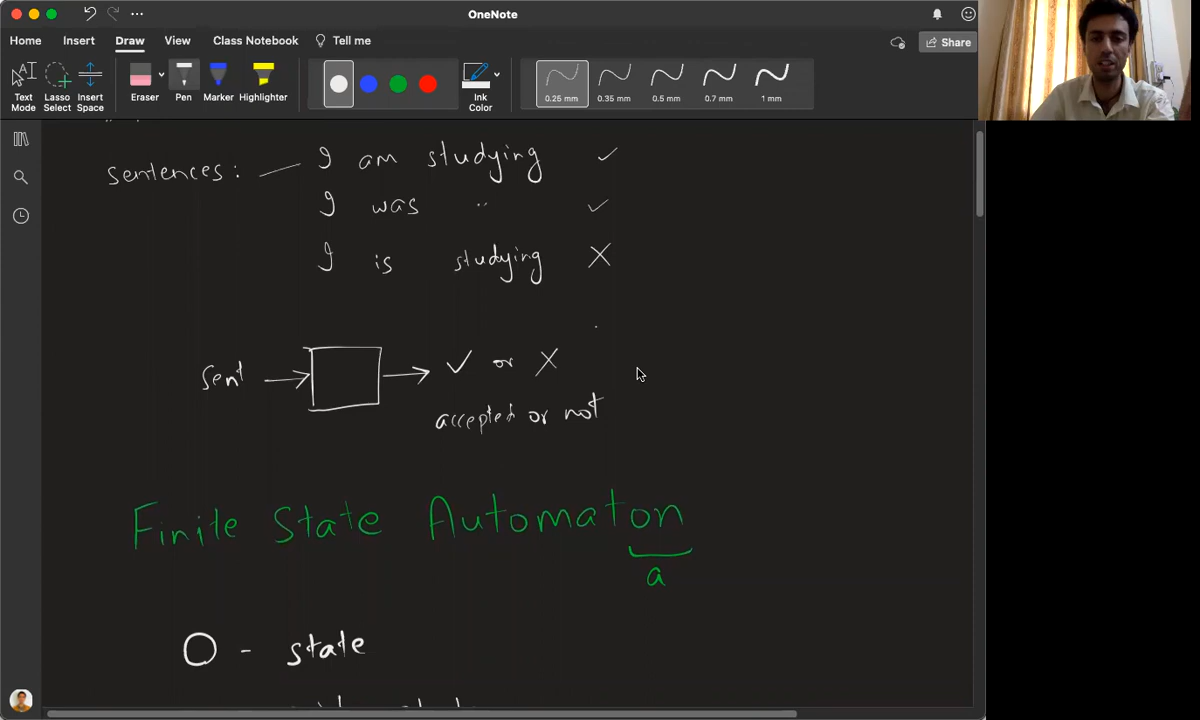 OneNote
Home Insert Draw View Class Notebook Tell me Share
Text Mode Lasso Select Insert Space Eraser Pen Marker Highlighter Ink Color 0.25 mm 0.35 mm 0.5 mm 0.7 mm 1 mm
sentences: — I am studying ✓
I was " ✓
I is studying X
sent → → ✓ or X
accepted or not
Finite State Automaton
a
O - state